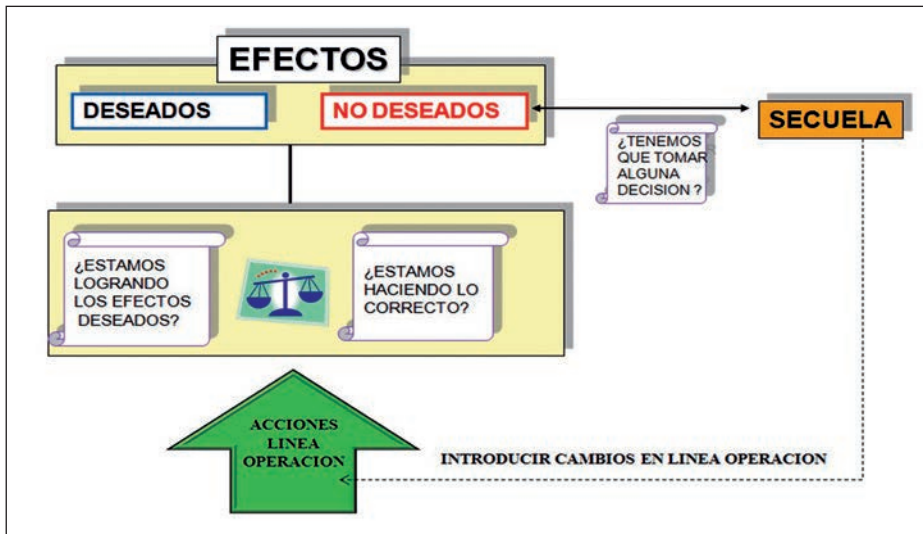 EFECTOS
DESEADOS
NO DESEADOS
SECUELA
¿TENEMOS
QUE TOMAR
ALGUNA
DECISION ?
¿ESTAMOS
LOGRANDO
LOS EFECTOS
DESEADOS?
¿ESTAMOS
HACIENDO LO
CORRECTO?
ACCIONES
LINEA
OPERACION
INTRODUCIR CAMBIOS EN LINEA OPERACION